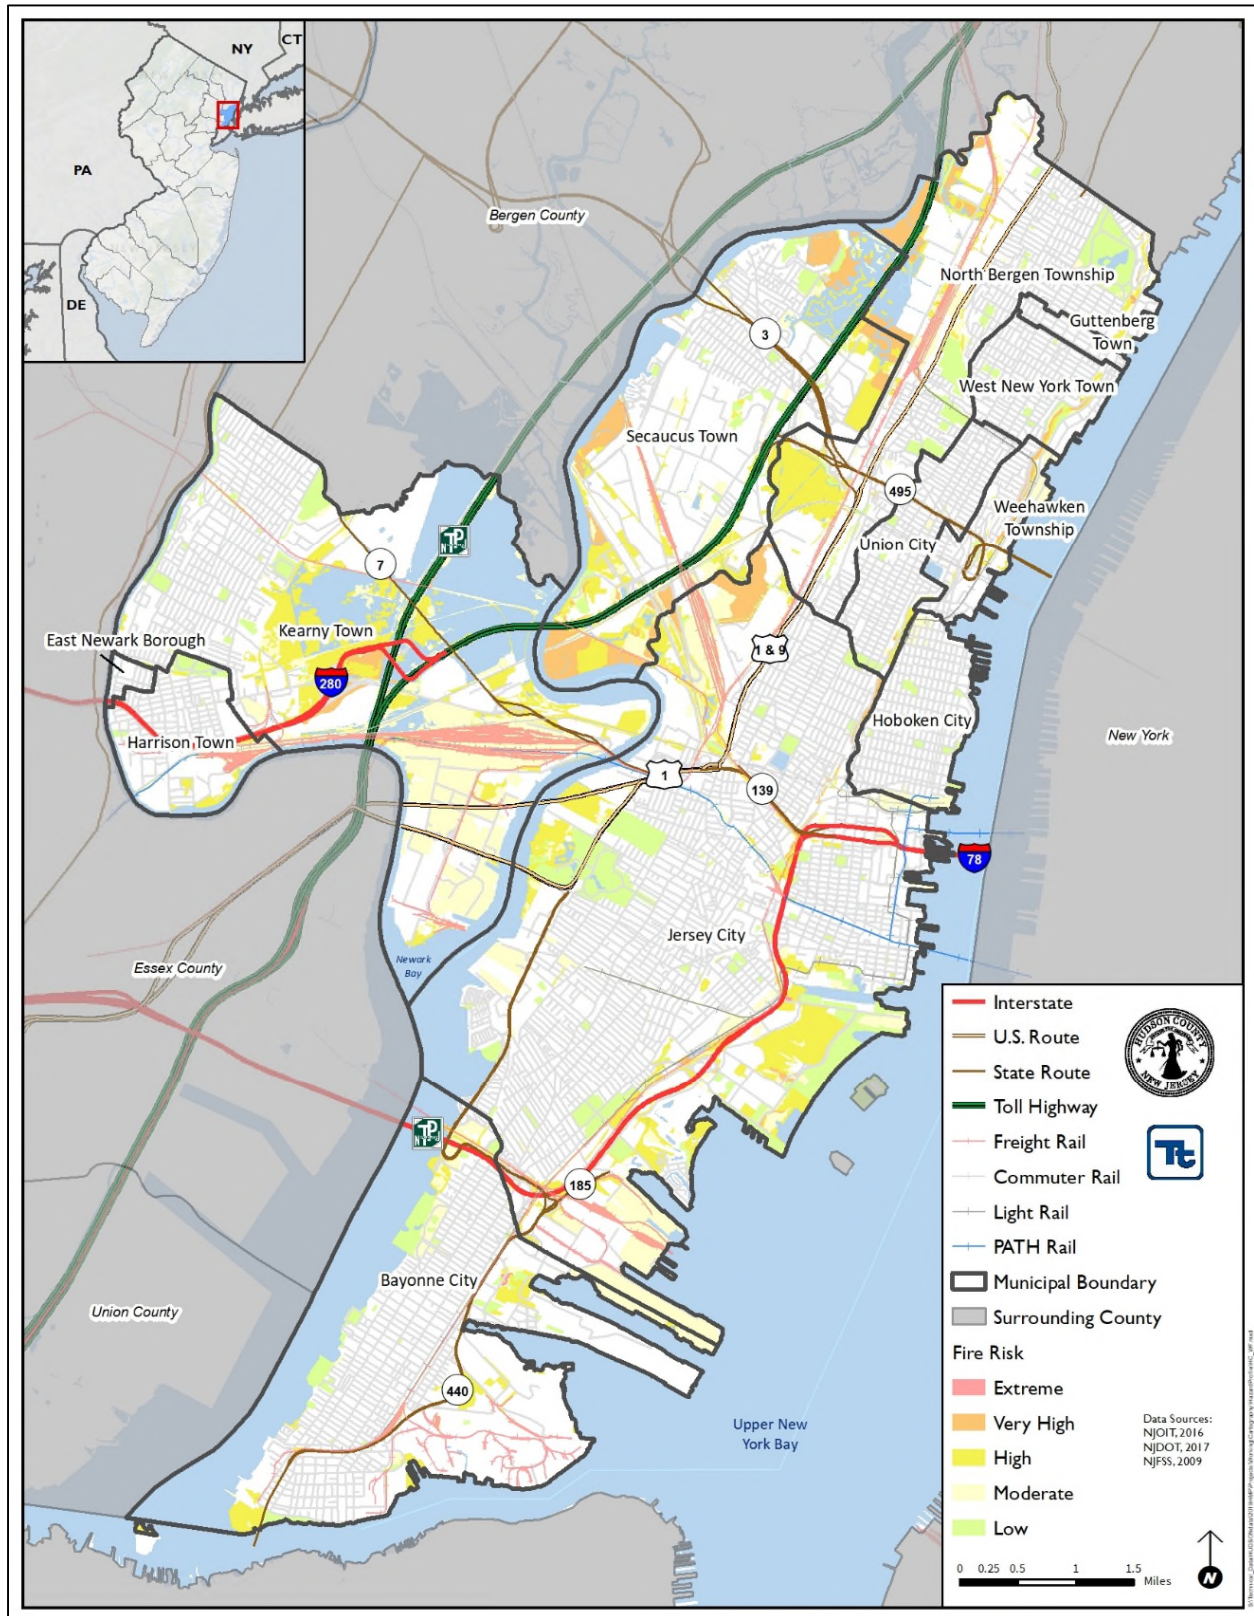 NY
CT
PA
DE
Bergen County
North Bergen Township
Guttenberg
Town
3
West New York Town
Secaucus Town
495
Weehawken
Township
Union City
7
East Newark Borough
Kearny Town
1 & 9
280
Hoboken City
New York
Harrison Town
1
139
78
Jersey City
Essex County
Newark
Bay
185
Bayonne City
Union County
440
Upper New
York Bay
Interstate
U.S. Route
State Route
Toll Highway
Freight Rail
Commuter Rail
Light Rail
PATH Rail
Municipal Boundary
Surrounding County
Fire Risk
Extreme
Very High
High
Moderate
Low
HUDSON COUNTY
NEW JERSEY
Tt
Data Sources:
NJOIT, 2016
NJDOT, 2017
NJFSS, 2009
0 0.25 0.5 1 1.5
Miles
N